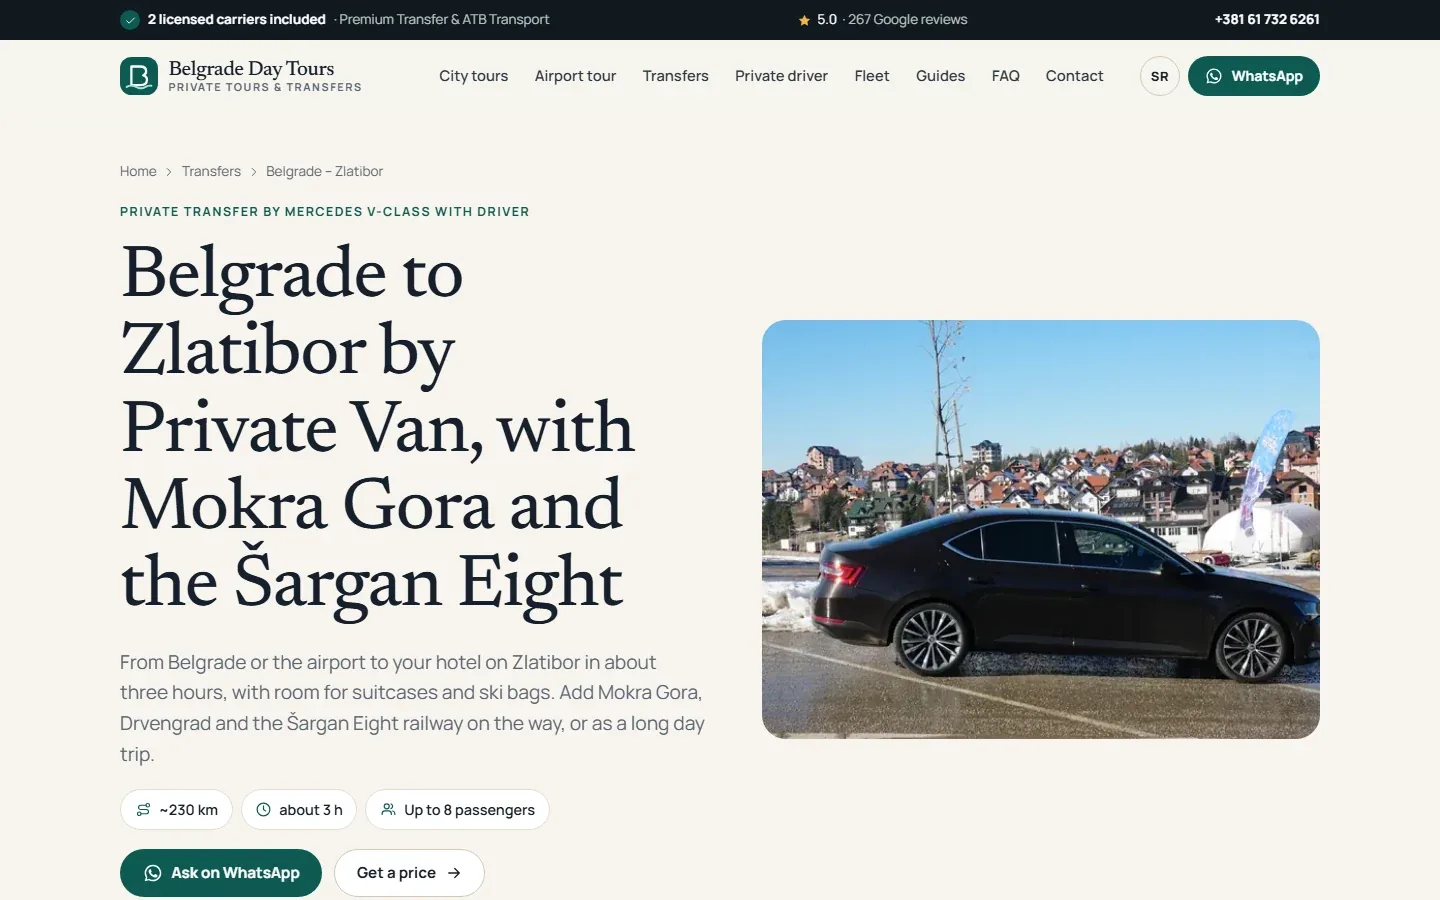 2 licensed carriers included · Premium Transfer & ATB Transport
5.0 · 267 Google reviews
+381 61 732 6261
Belgrade Day Tours
PRIVATE TOURS & TRANSFERS
City tours
Airport tour
Transfers
Private driver
Fleet
Guides
FAQ
Contact
SR
WhatsApp
Home > Transfers > Belgrade – Zlatibor
PRIVATE TRANSFER BY MERCEDES V-CLASS WITH DRIVER
Belgrade to
Zlatibor by
Private Van, with
Mokra Gora and
the Šargan Eight
From Belgrade or the airport to your hotel on Zlatibor in about
three hours, with room for suitcases and ski bags. Add Mokra Gora,
Drvengrad and the Šargan Eight railway on the way, or as a long day
trip.
~230 km
about 3 h
Up to 8 passengers
Ask on WhatsApp
Get a price →